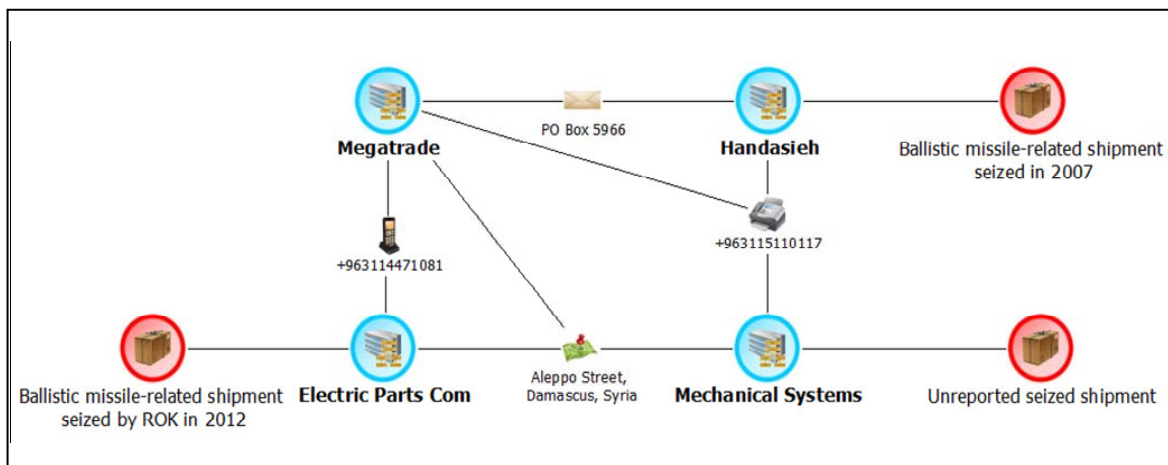 PO Box 5966
Megatrade
Handasieh
Ballistic missile-related shipment
seized in 2007
+963114471081
+963115110117
Ballistic missile-related shipment
seized by ROK in 2012
Electric Parts Com
Aleppo Street,
Damascus, Syria
Mechanical Systems
Unreported seized shipment